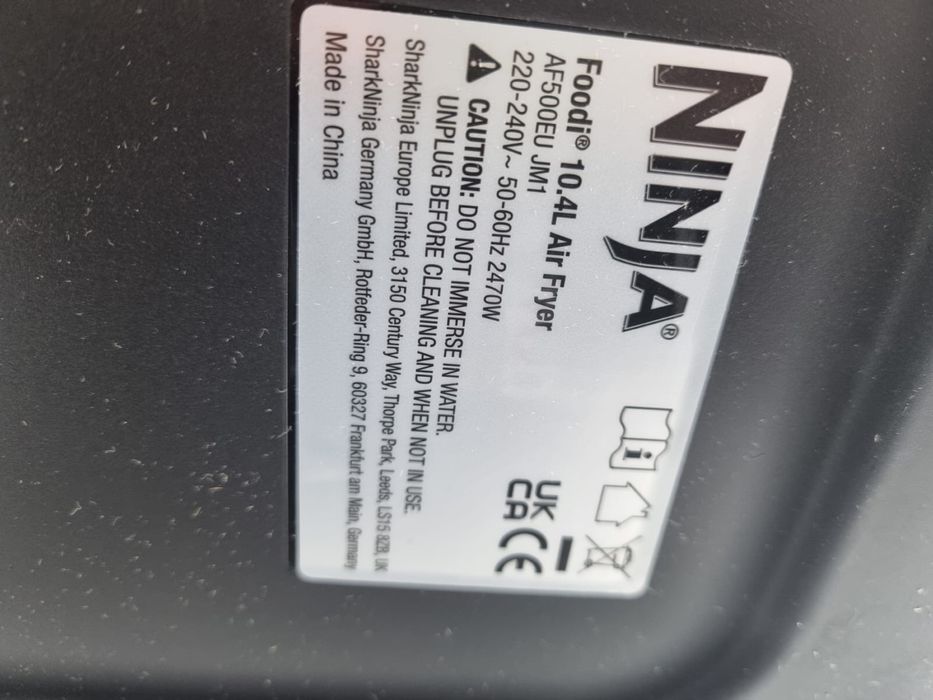 NINJA®
Foodi® 10.4L Air Fryer
AF500EU JM1
220-240V~ 50-60Hz 2470W
CAUTION: DO NOT IMMERSE IN WATER.
UNPLUG BEFORE CLEANING AND WHEN NOT IN USE.
SharkNinja Europe Limited, 3150 Century Way, Thorpe Park, Leeds, LS15 8ZB, UK
SharkNinja Germany GmbH, Rotfeder-Ring 9, 60327 Frankfurt am Main, Germany
Made in China
UK
CA
CE